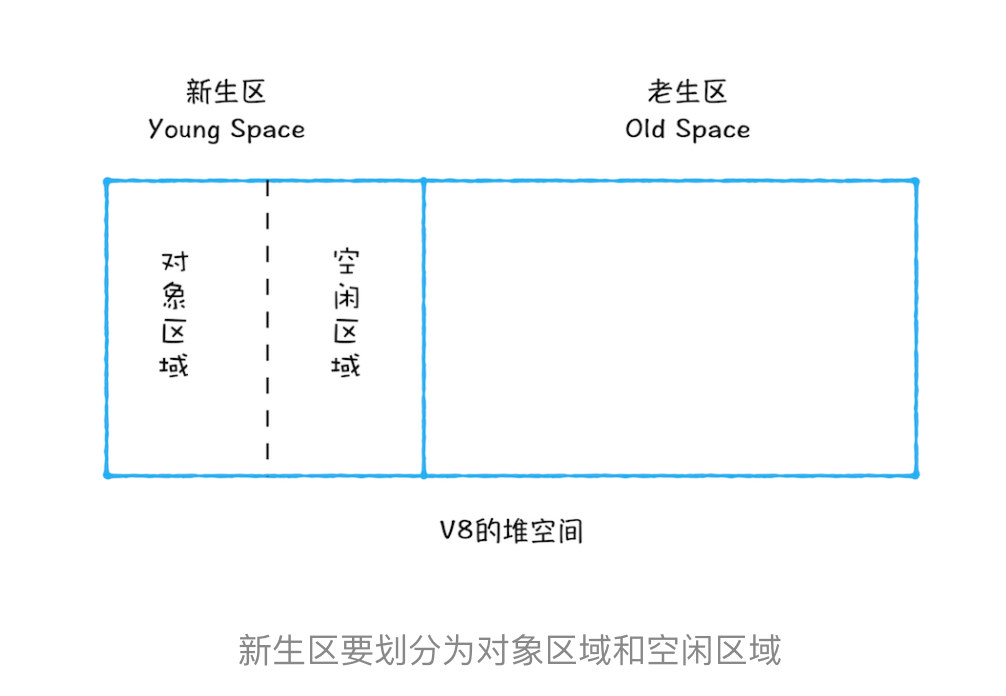 新生区
Young Space
老生区
Old Space
对象区域
空闲区域
V8的堆空间
新生区要划分为对象区域和空闲区域